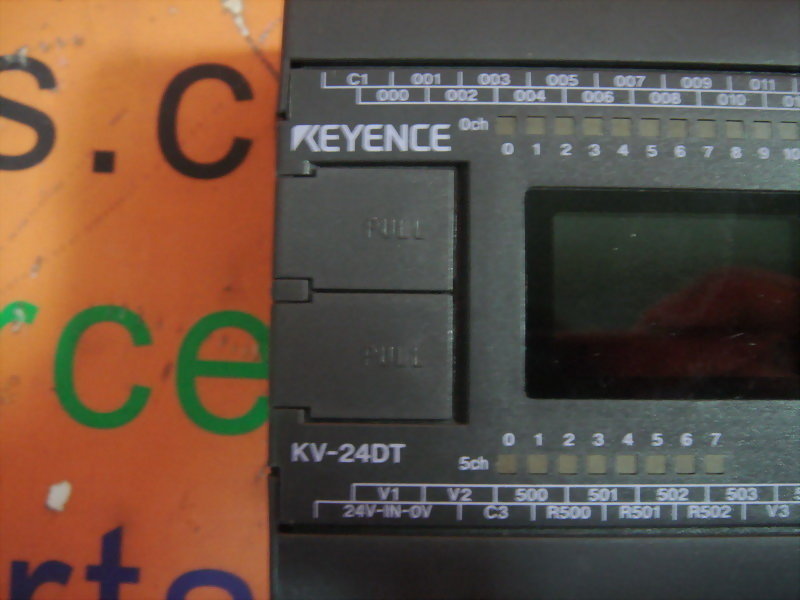 s.c
rce
rts
C1 001 003 005 007 009 011
000 002 004 006 008 010
KEYENCE
0ch
0 1 2 3 4 5 6 7 8 9 10
PULL
PULL
KV-24DT
0 1 2 3 4 5 6 7
5ch
V1 V2 500 501 502 503
24V-IN-0V C3 R500 R501 R502 V3